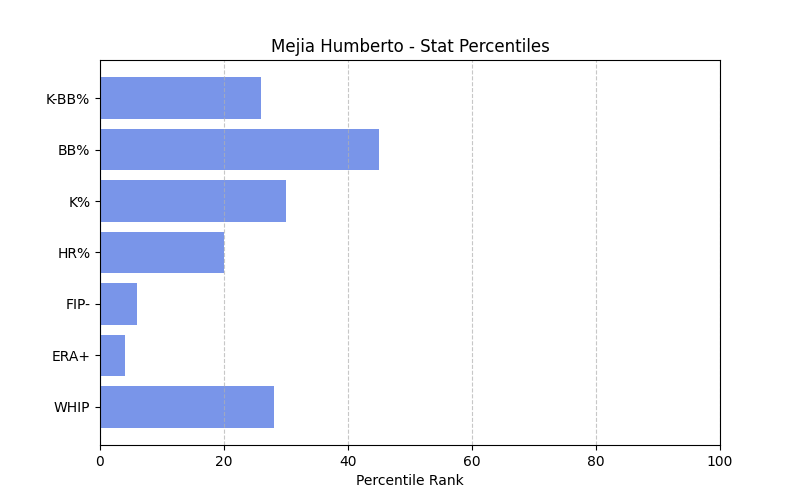 Mejia Humberto - Stat Percentiles
K-BB%
BB%
K%
HR%
FIP-
ERA+
WHIP
0 20 40 60 80 100
Percentile Rank